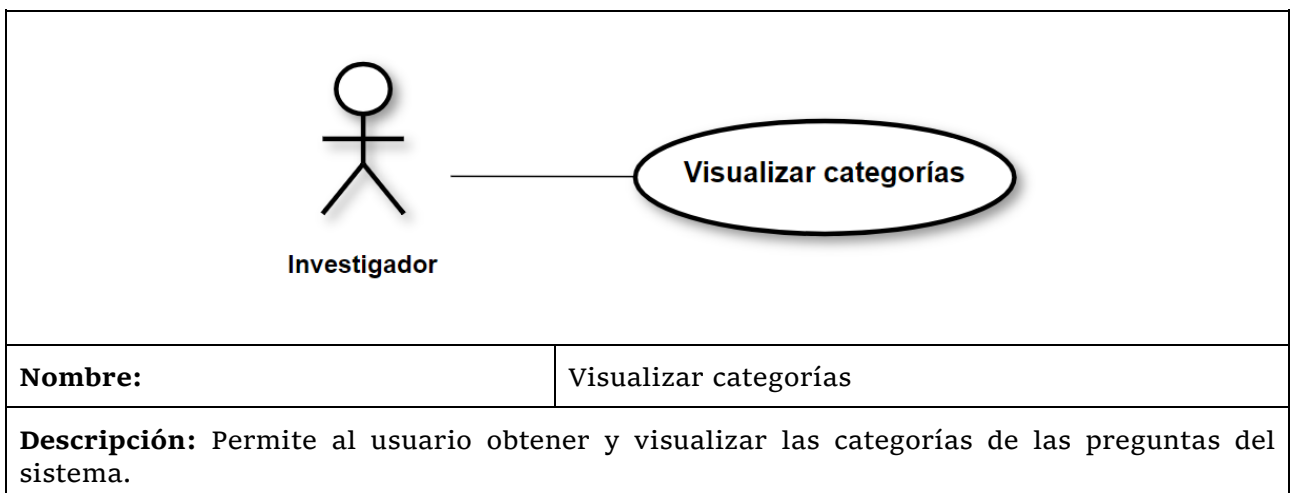 Visualizar categorías
Investigador
Nombre: Visualizar categorías
Descripción: Permite al usuario obtener y visualizar las categorías de las preguntas del
sistema.